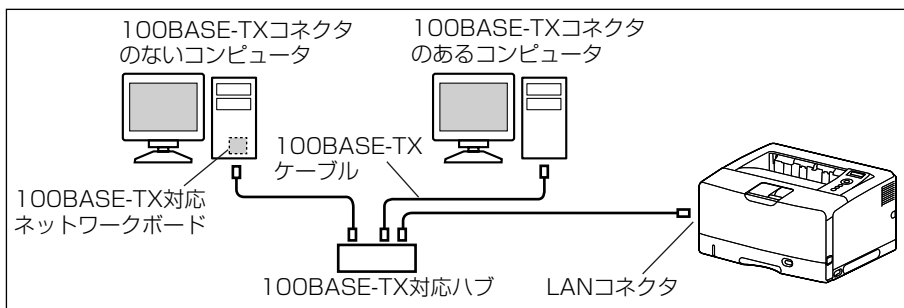 100BASE-TXコネクタ
のないコンピュータ
100BASE-TXコネクタ
のあるコンピュータ
100BASE-TX
ケーブル
100BASE-TX対応
ネットワークボード
100BASE-TX対応ハブ
LANコネクタ